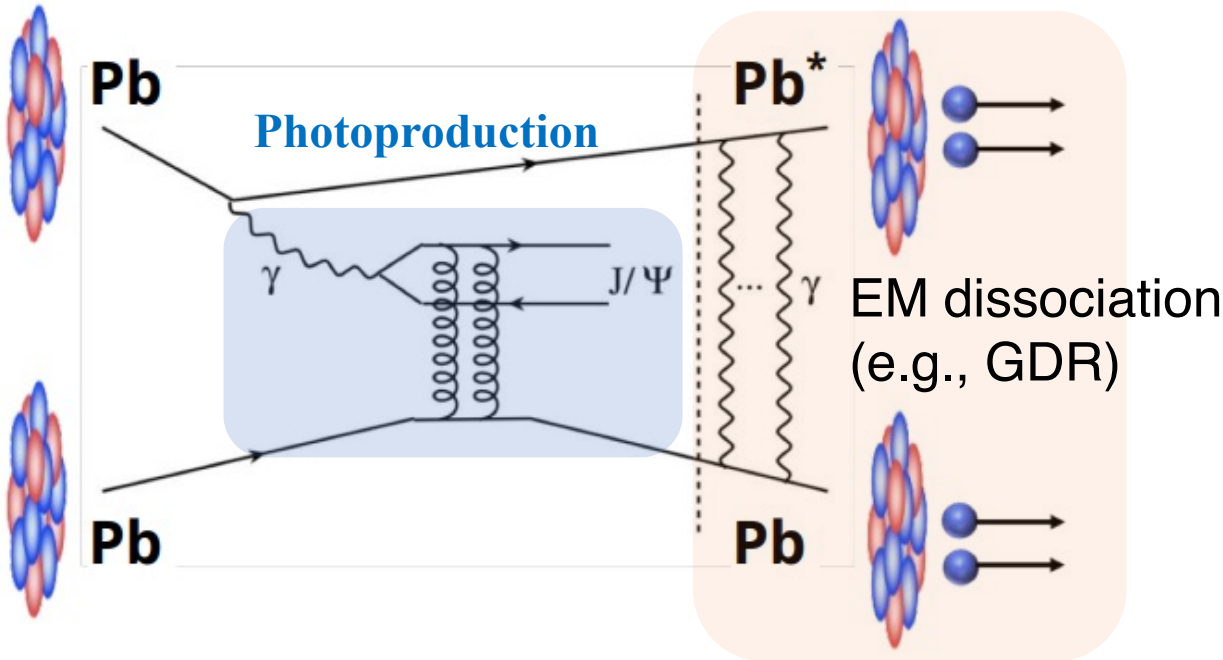 Pb
Pb*
Photoproduction
γ
J/Ψ
...
γ
EM dissociation
(e.g., GDR)
Pb
Pb